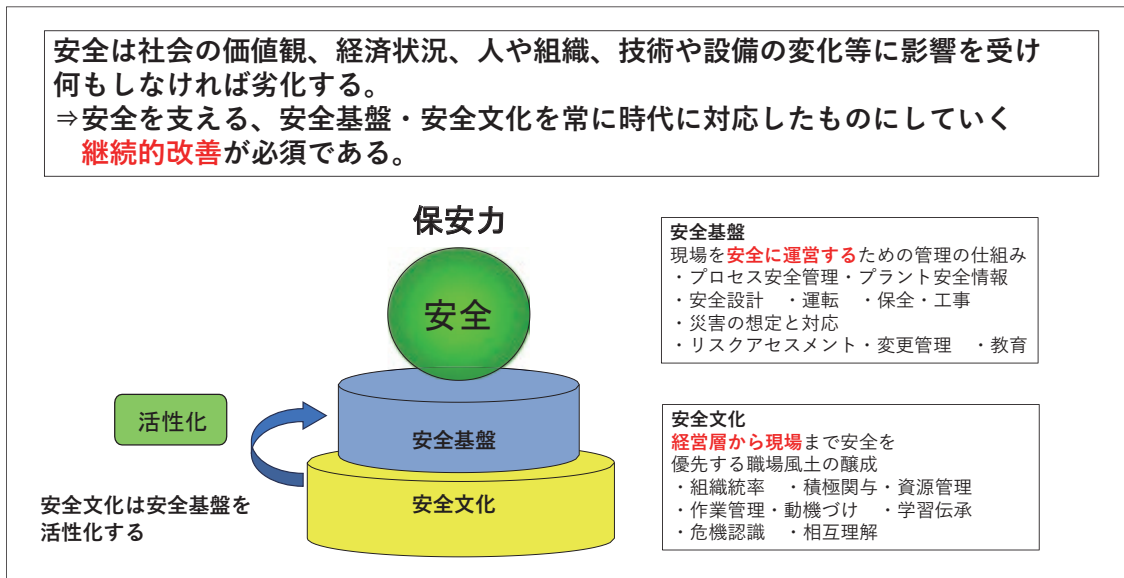 安全は社会の価値観、経済状況、人や組織、技術や設備の変化等に影響を受け
何もしなければ劣化する。
⇒安全を支える、安全基盤・安全文化を常に時代に対応したものにしていく
継続的改善が必須である。
保安力
安全
安全基盤
安全文化
活性化
安全文化は安全基盤を
活性化する
安全基盤
現場を安全に運営するための管理の仕組み
・プロセス安全管理・プラント安全情報
・安全設計　・運転　・保全・工事
・災害の想定と対応
・リスクアセスメント・変更管理　・教育
安全文化
経営層から現場まで安全を
優先する職場風土の醸成
・組織統率　・積極関与・資源管理
・作業管理・動機づけ　・学習伝承
・危機認識　・相互理解